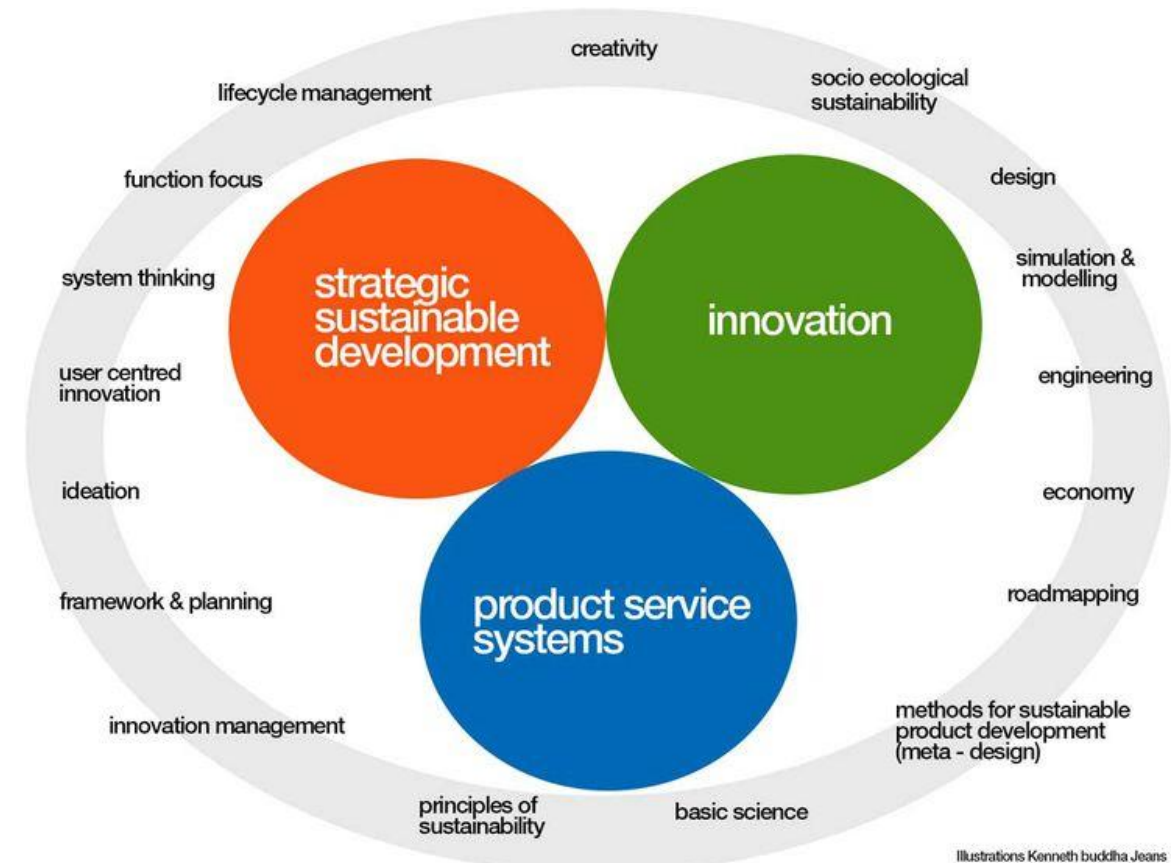 creativity
socio ecological
sustainability
lifecycle management
function focus
design
system thinking
simulation &
modelling
strategic
sustainable
development
innovation
user centred
innovation
engineering
ideation
economy
framework & planning
product service
systems
roadmapping
innovation management
methods for sustainable
product development
(meta - design)
principles of
sustainability
basic science
Illustrations Kenneth buddha Jeans